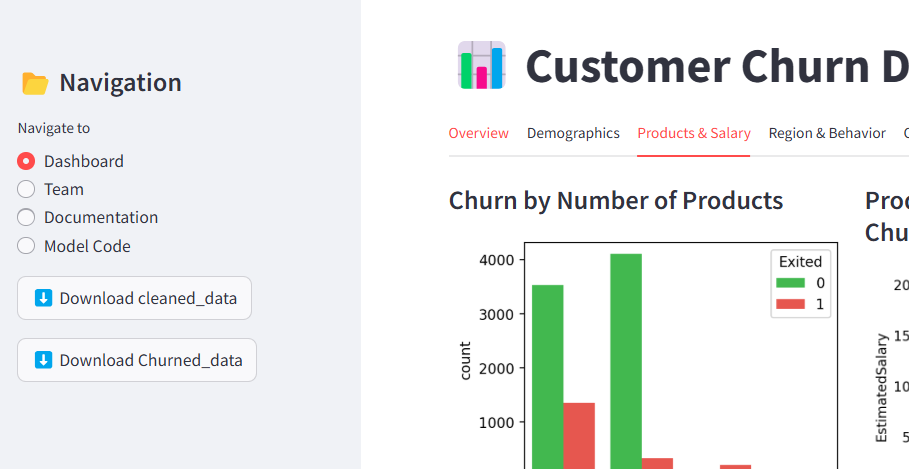 Navigation
Navigate to
Dashboard
Team
Documentation
Model Code
Download cleaned_data
Download Churned_data
Customer Churn D
Overview Demographics Products & Salary Region & Behavior
Churn by Number of Products
Exited
0
1
4000
3000
2000
1000
count
Chu
20
15
10
5
EstimatedSalary